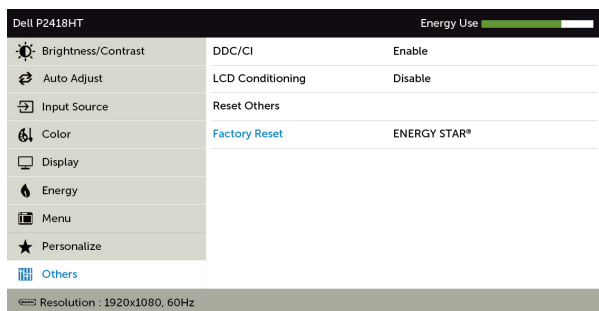 Dell P2418HT Energy Use
Brightness/Contrast DDC/CI Enable
Auto Adjust LCD Conditioning Disable
Input Source Reset Others
Color Factory Reset ENERGY STAR®
Display
Energy
Menu
Personalize
Others
Resolution : 1920x1080, 60Hz